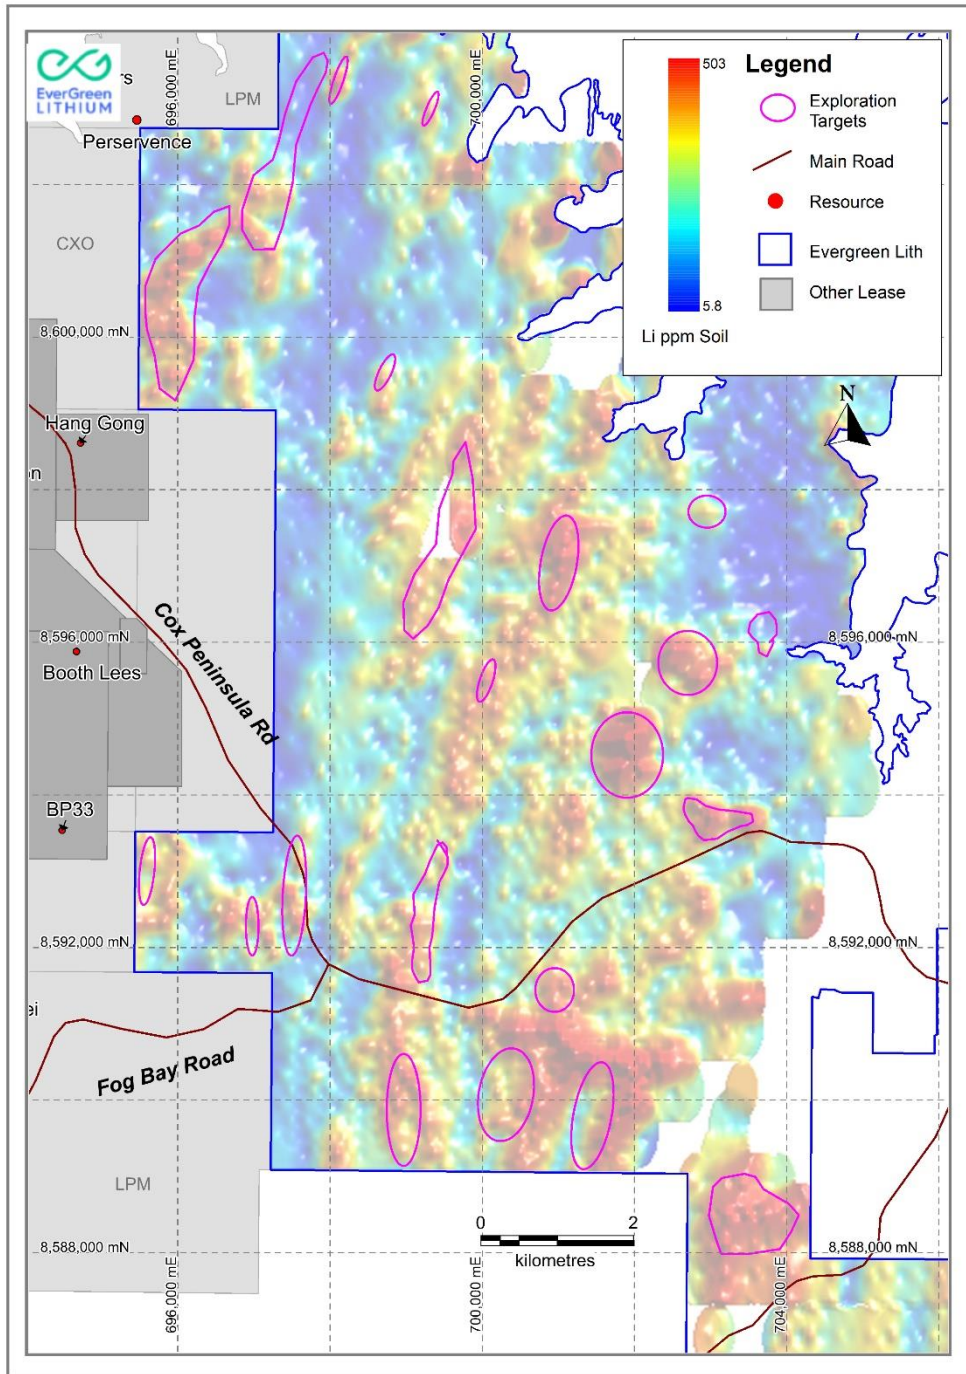 EverGreen
LITHIUM
rs
Perservence
LPM
696,000 mE
700,000 mE
503
Legend
Exploration
Targets
Main Road
Resource
Evergreen Lith
Other Lease
5.8
Li ppm Soil
CXO
8,600,000 mN
N
Hang Gong
on
8,596,000 mN
8,596,000 mN
Cox Peninsula Rd
Booth Lees
BP33
8,592,000 mN
8,592,000 mN
ei
Fog Bay Road
LPM
0 2
kilometres
8,588,000 mN
8,588,000 mN
696,000 mE
700,000 mE
704,000 mE